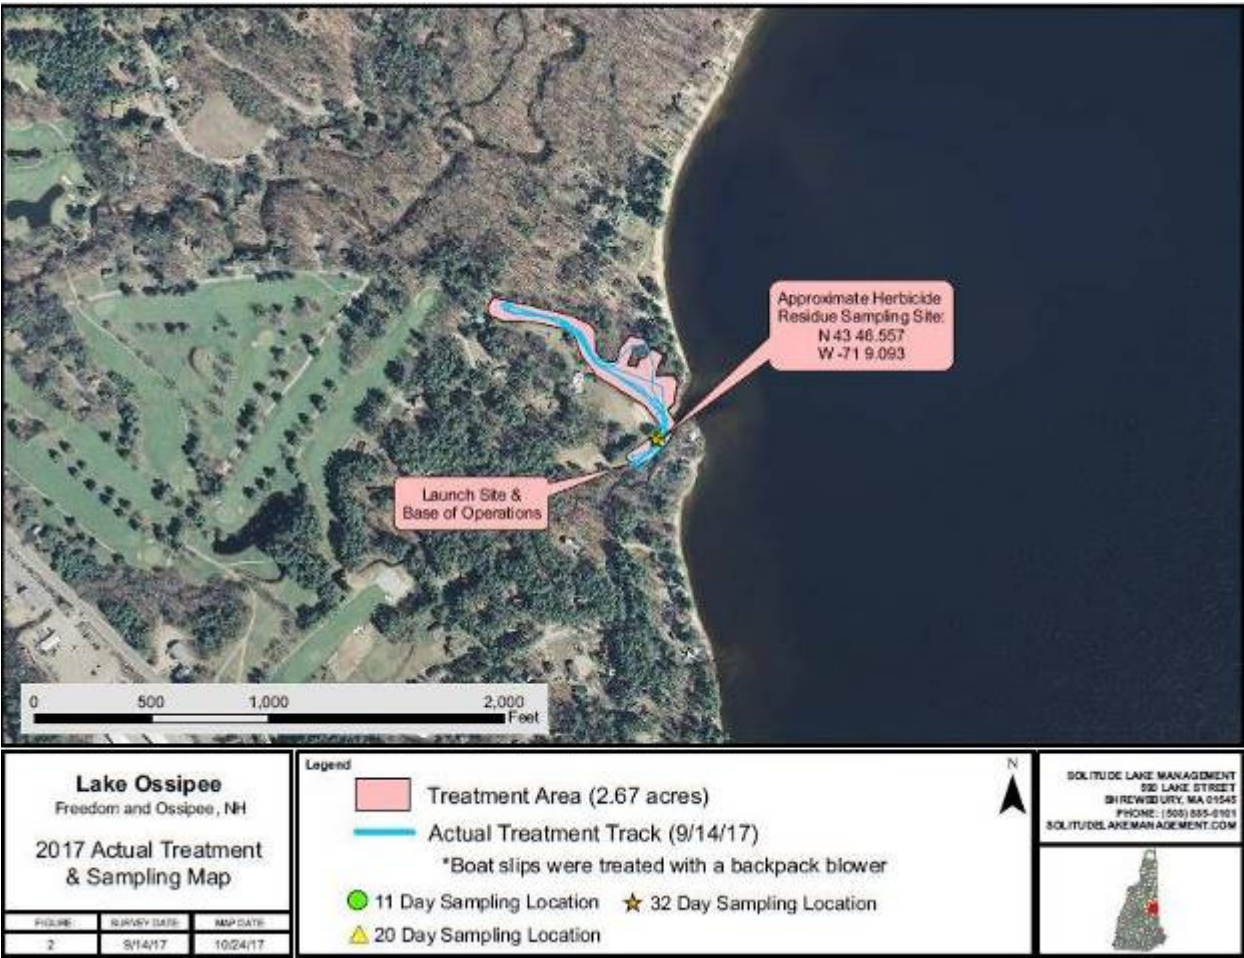 Approximate Herbicide
Residue Sampling Site:
N 43 46.557
W -71 9.093
Launch Site &
Base of Operations
0 500 1,000 2,000
Feet
Lake Ossipee
Freedom and Ossipee, NH
2017 Actual Treatment
& Sampling Map
FIGURE: SURVEY DATE: MAP DATE:
2 9/14/17 10/24/17
Legend
Treatment Area (2.67 acres)
Actual Treatment Track (9/14/17)
*Boat slips were treated with a backpack blower
11 Day Sampling Location
32 Day Sampling Location
20 Day Sampling Location
N
SOLITUDE LAKE MANAGEMENT
590 LAKE STREET
SHREWSBURY, MA 01545
PHONE: (508) 885-0101
SOLITUDELAKEMANAGEMENT.COM